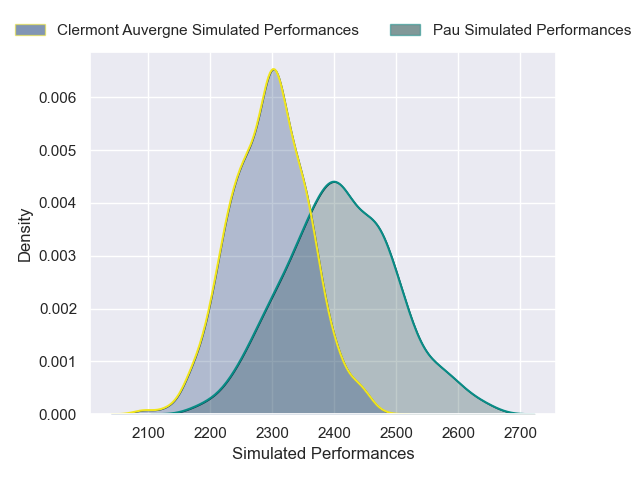 Clermont Auvergne Simulated Performances
Pau Simulated Performances
0.006
0.005
0.004
0.003
0.002
0.001
0.000
Density
2100 2200 2300 2400 2500 2600 2700
Simulated Performances